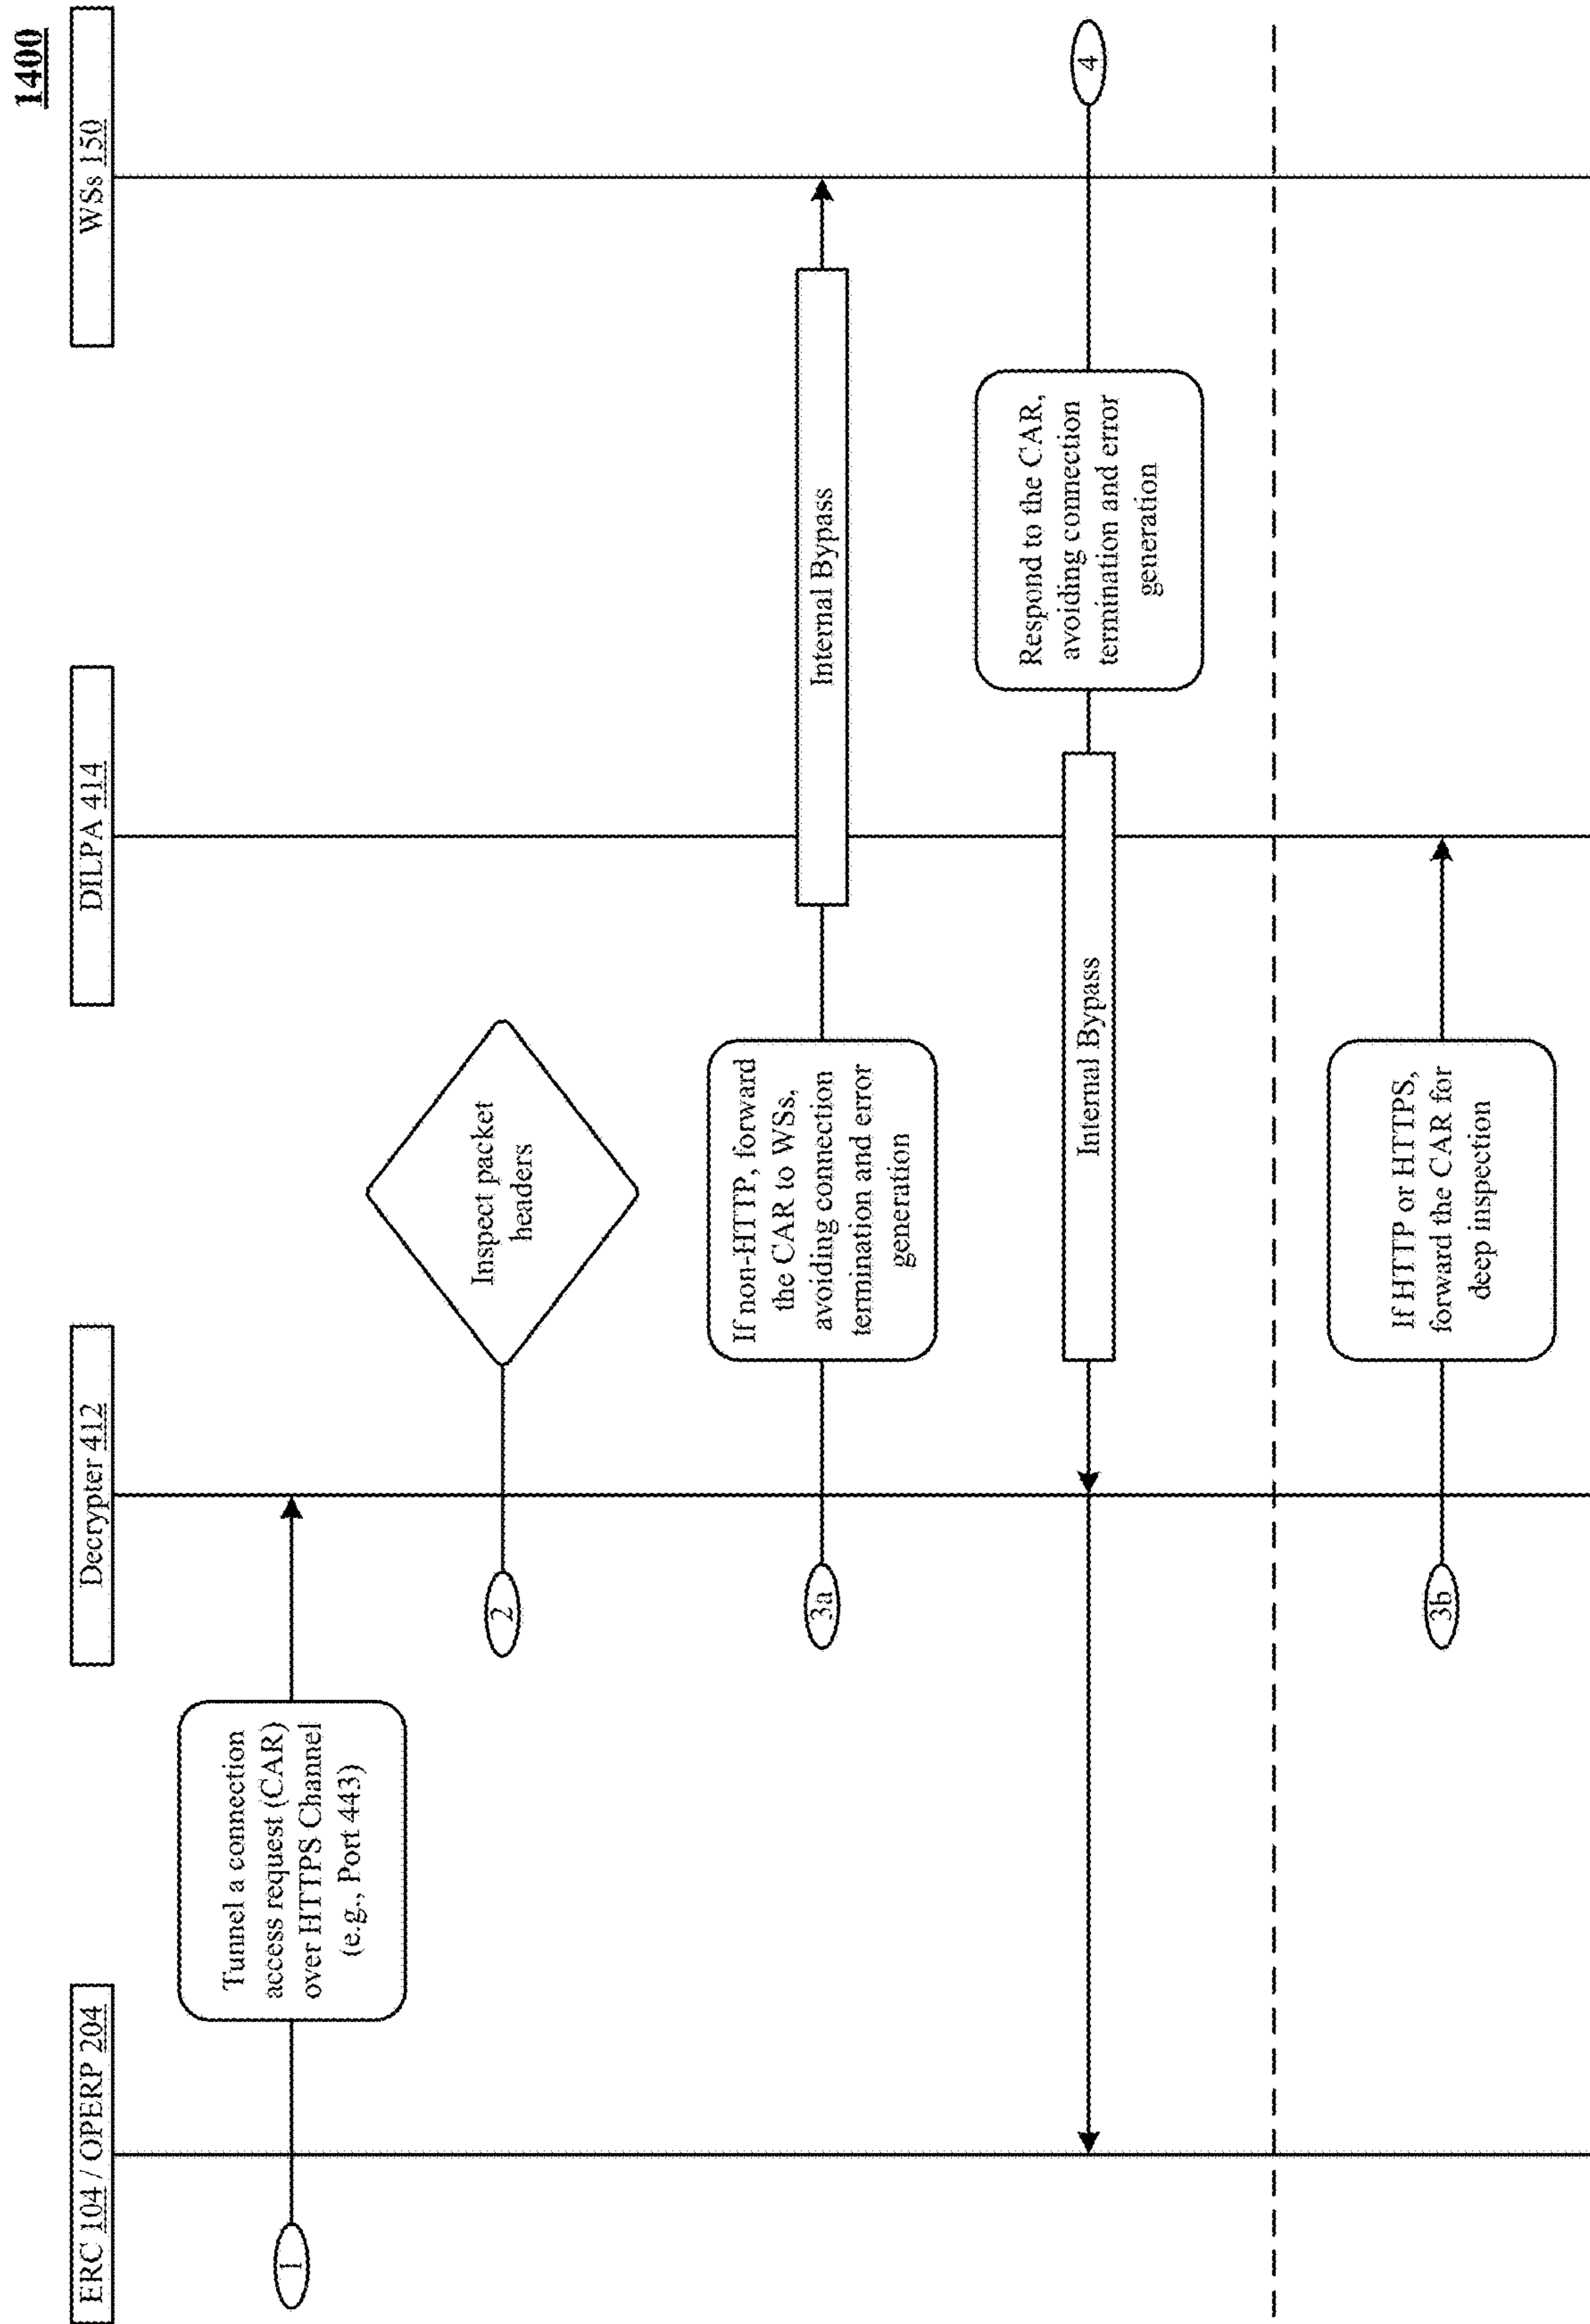 1400
ERC 104 / OPERP 204
Decrypter 412
DILPA 414
WSs 150
1
Tunnel a connection
access request (CAR)
over HTTPS Channel
(e.g., Port 443)
2
Inspect packet
headers
3a
If non-HTTP, forward
the CAR to WSs,
avoiding connection
termination and error
generation
Internal Bypass
4
Respond to the CAR,
avoiding connection
termination and error
generation
Internal Bypass
3b
If HTTP or HTTPS,
forward the CAR for
deep inspection